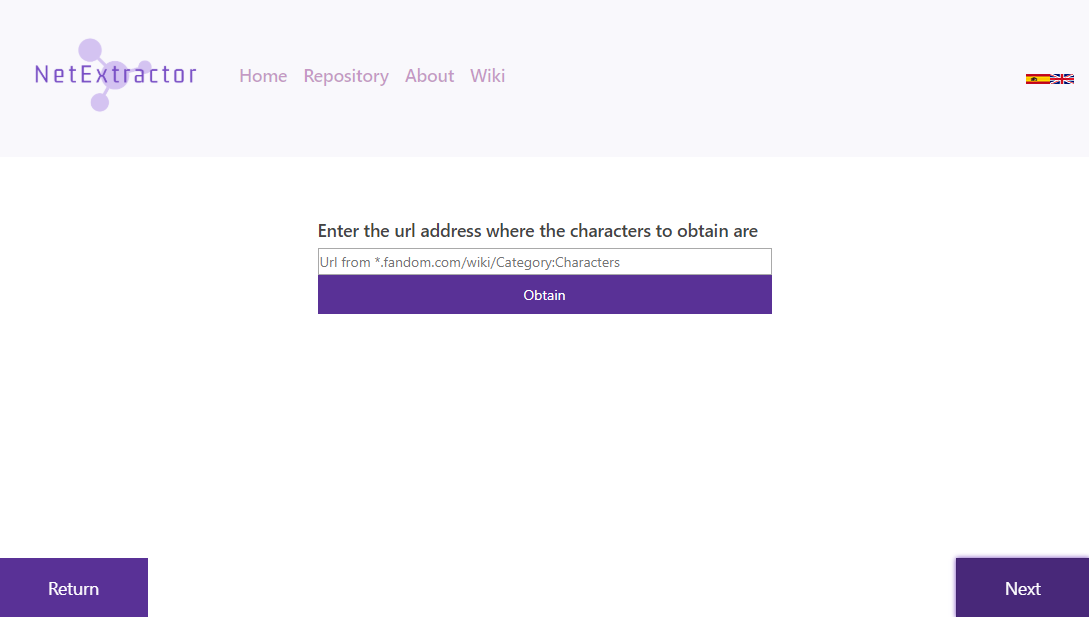 NetExtractor
Home Repository About Wiki
Enter the url address where the characters to obtain are
Url from *.fandom.com/wiki/Category:Characters
Obtain
Return
Next